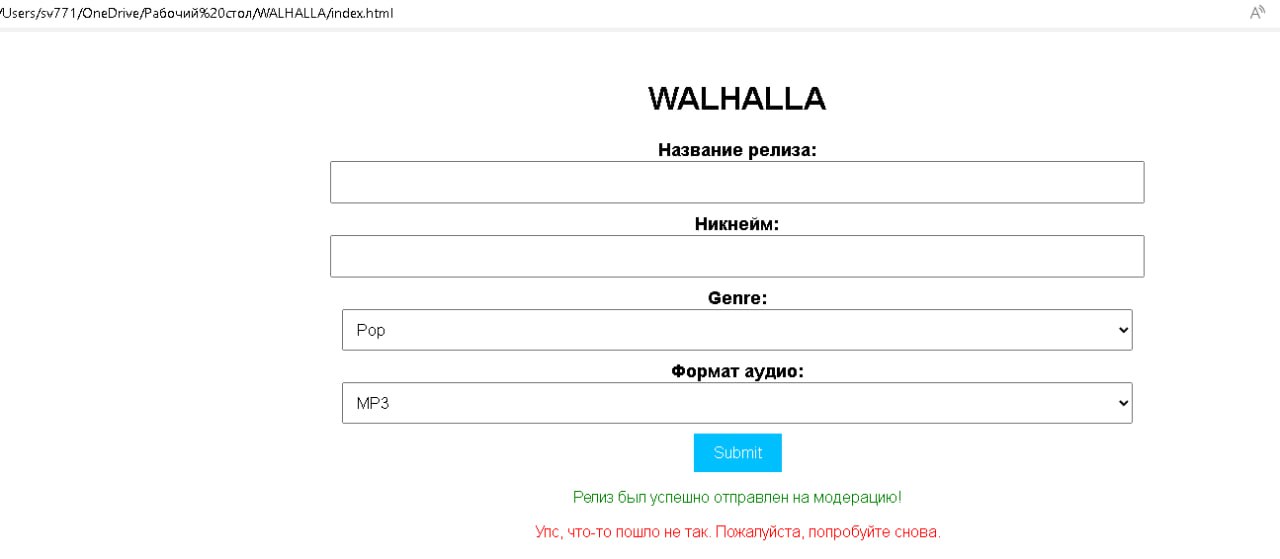 /Users/sv771/OneDrive/Рабочий%20стол/WALHALLA/index.html
WALHALLA
Название релиза:
Никнейм:
Genre:
Pop
Формат аудио:
MP3
Submit
Релиз был успешно отправлен на модерацию!
Упс, что-то пошло не так. Пожалуйста, попробуйте снова.